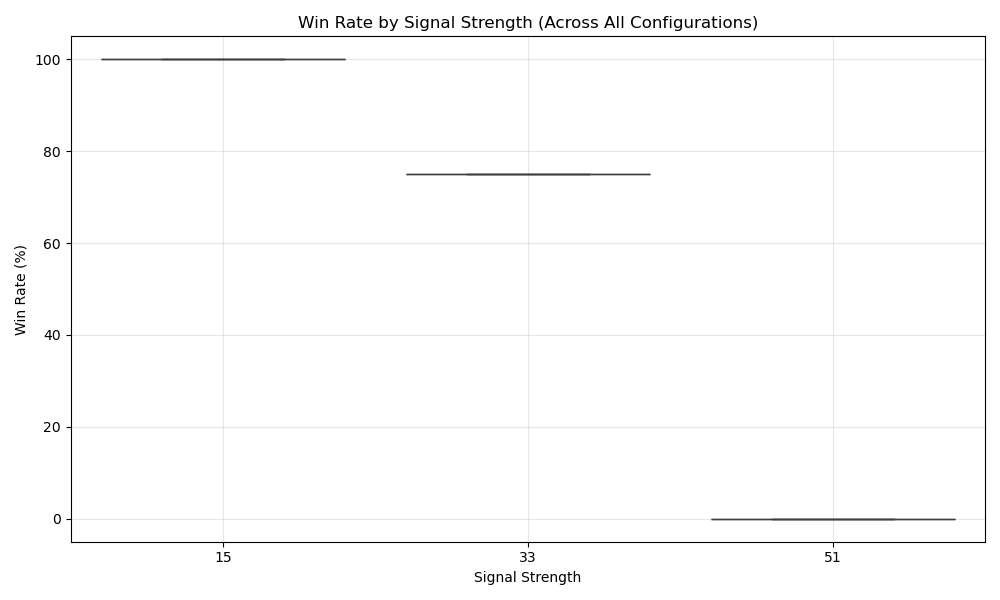 Win Rate by Signal Strength (Across All Configurations)
100
80
60
40
20
0
Win Rate (%)
15 33 51
Signal Strength